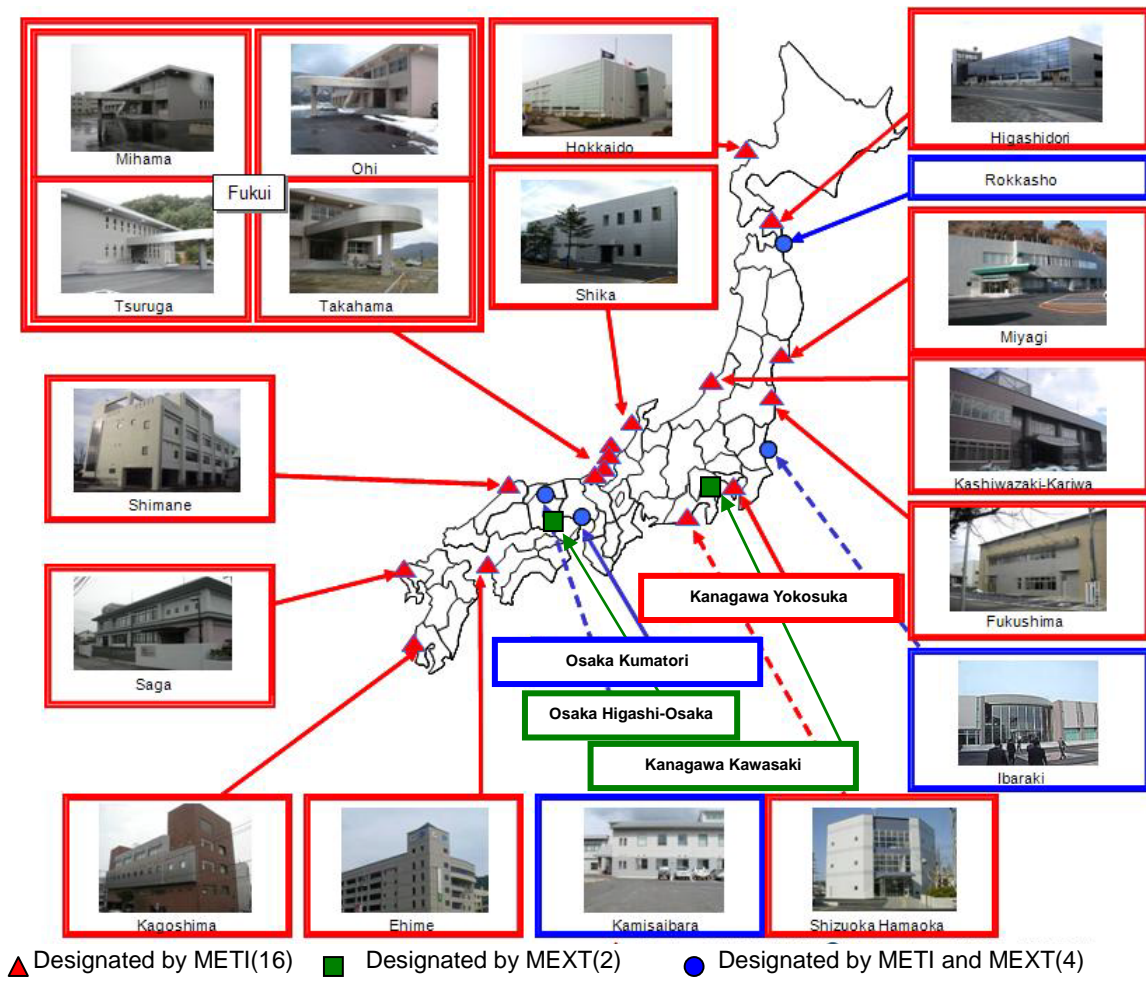 Mihama
Ohi
Fukui
Tsuruga
Takahama
Hokkaido
Shika
Higashidori
Rokkasho
Miyagi
Kashiwazaki-Kariwa
Fukushima
Ibaraki
Shimane
Saga
Kanagawa Yokosuka
Osaka Kumatori
Osaka Higashi-Osaka
Kanagawa Kawasaki
Kagoshima
Ehime
Kamisaibara
Shizuoka Hamaoka
Designated by METI(16)
Designated by MEXT(2)
Designated by METI and MEXT(4)